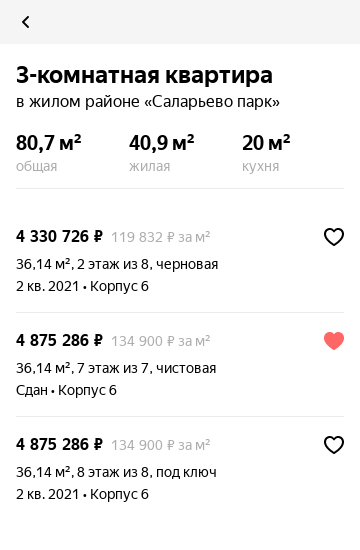 3-комнатная квартира
в жилом районе «Саларьево парк»
80,7 м² 40,9 м² 20 м²
общая жилая кухня
4 330 726 ₽ 119 832 ₽ за м²
36,14 м², 2 этаж из 8, черновая
2 кв. 2021 • Корпус 6
4 875 286 ₽ 134 900 ₽ за м²
36,14 м², 7 этаж из 7, чистовая
Сдан • Корпус 6
4 875 286 ₽ 134 900 ₽ за м²
36,14 м², 8 этаж из 8, под ключ
2 кв. 2021 • Корпус 6